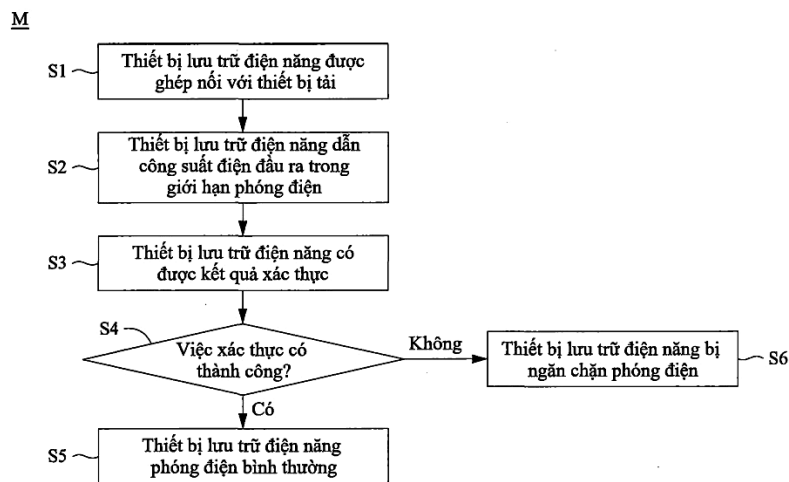 M
S1
Thiết bị lưu trữ điện năng được
ghép nối với thiết bị tải
S2
Thiết bị lưu trữ điện năng dẫn
công suất điện đầu ra trong
giới hạn phóng điện
S3
Thiết bị lưu trữ điện năng có
được kết quả xác thực
S4
Việc xác thực có
thành công?
Không
Thiết bị lưu trữ điện năng bị
ngăn chặn phóng điện
S6
Có
S5
Thiết bị lưu trữ điện năng
phóng điện bình thường